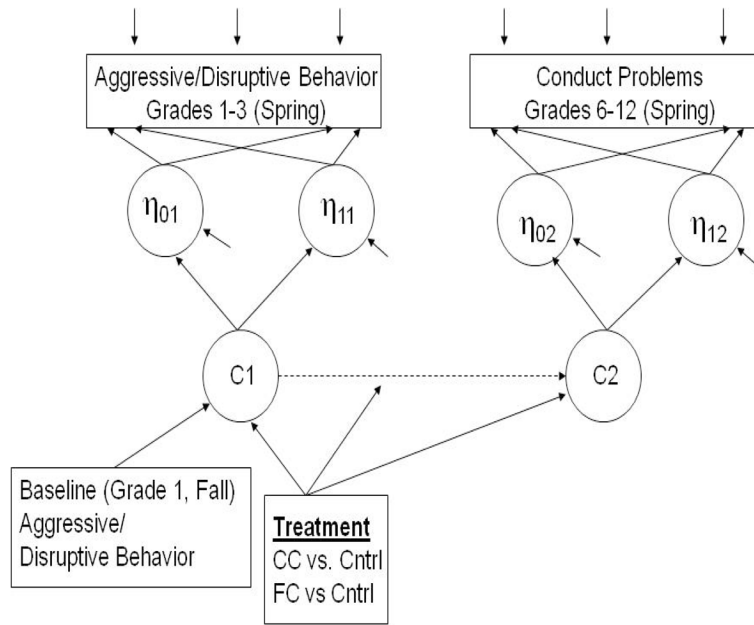 Aggressive/Disruptive Behavior
Grades 1-3 (Spring)
Conduct Problems
Grades 6-12 (Spring)
η01
η11
η02
η12
C1
C2
Baseline (Grade 1, Fall)
Aggressive/
Disruptive Behavior
Treatment
CC vs. Cntrl
FC vs Cntrl